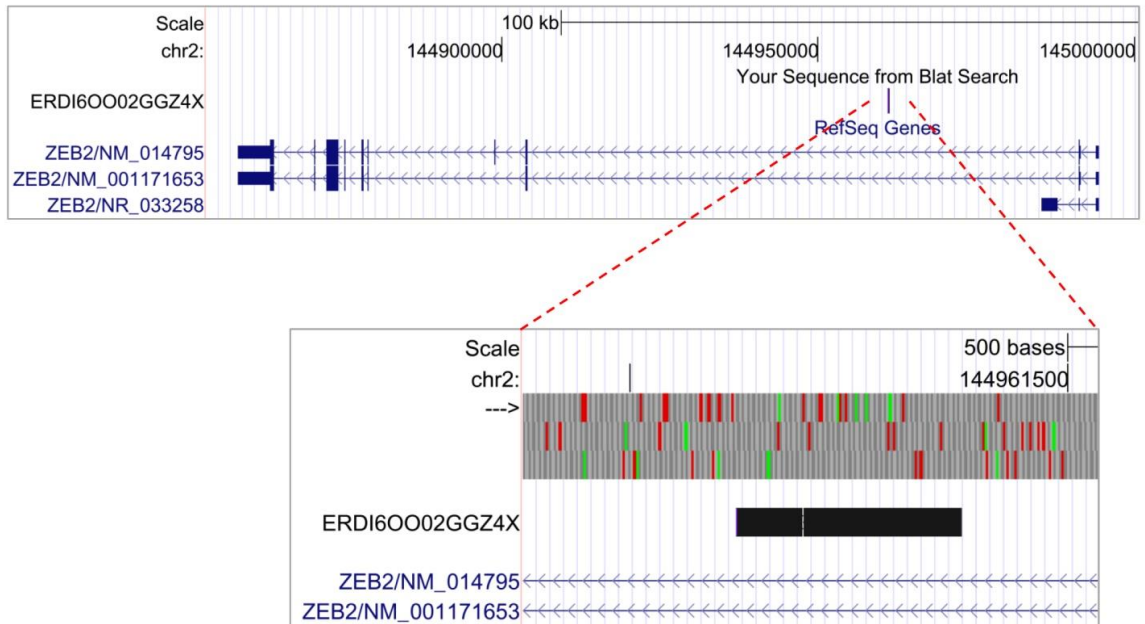 Scale 100 kb
chr2: 144900000 144950000 145000000
Your Sequence from Blat Search
ERDI6OO02GGZ4X
RefSeq Genes
ZEB2/NM_014795
ZEB2/NM_001171653
ZEB2/NR_033258
Scale 500 bases
chr2: 144961500
--->
ERDI6OO02GGZ4X
ZEB2/NM_014795
ZEB2/NM_001171653